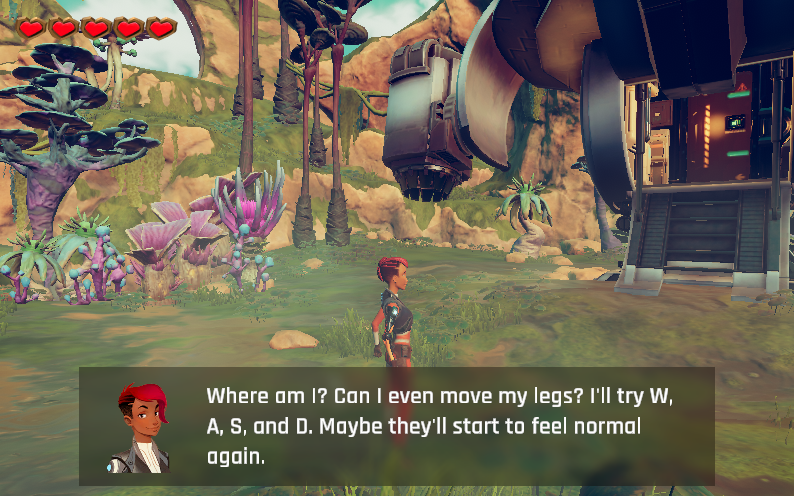 Where am I? Can I even move my legs? I'll try W,
A, S, and D. Maybe they'll start to feel normal
again.